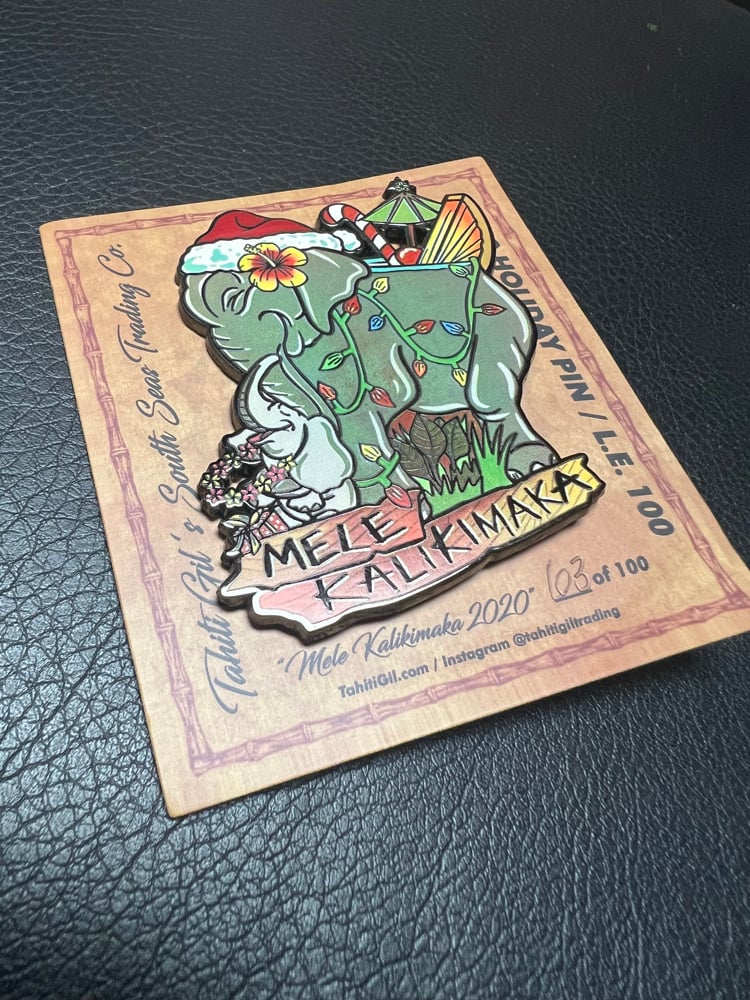 Tahiti Gil's South Seas Trading Co.
HOLIDAY PIN / L.E. 100
MELE
KALIKIMAKA
"Mele Kalikimaka 2020" 63 of 100
TahitiGil.com / Instagram @tahitigiltrading